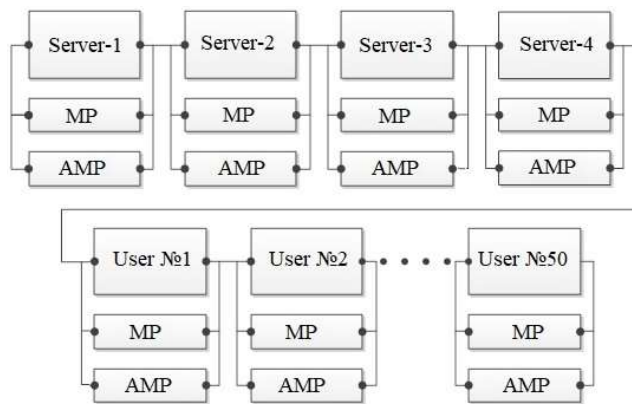 Server-1 Server-2 Server-3 Server-4
MP MP MP MP
AMP AMP AMP AMP
User №1 User №2 User №50
MP MP MP
AMP AMP AMP